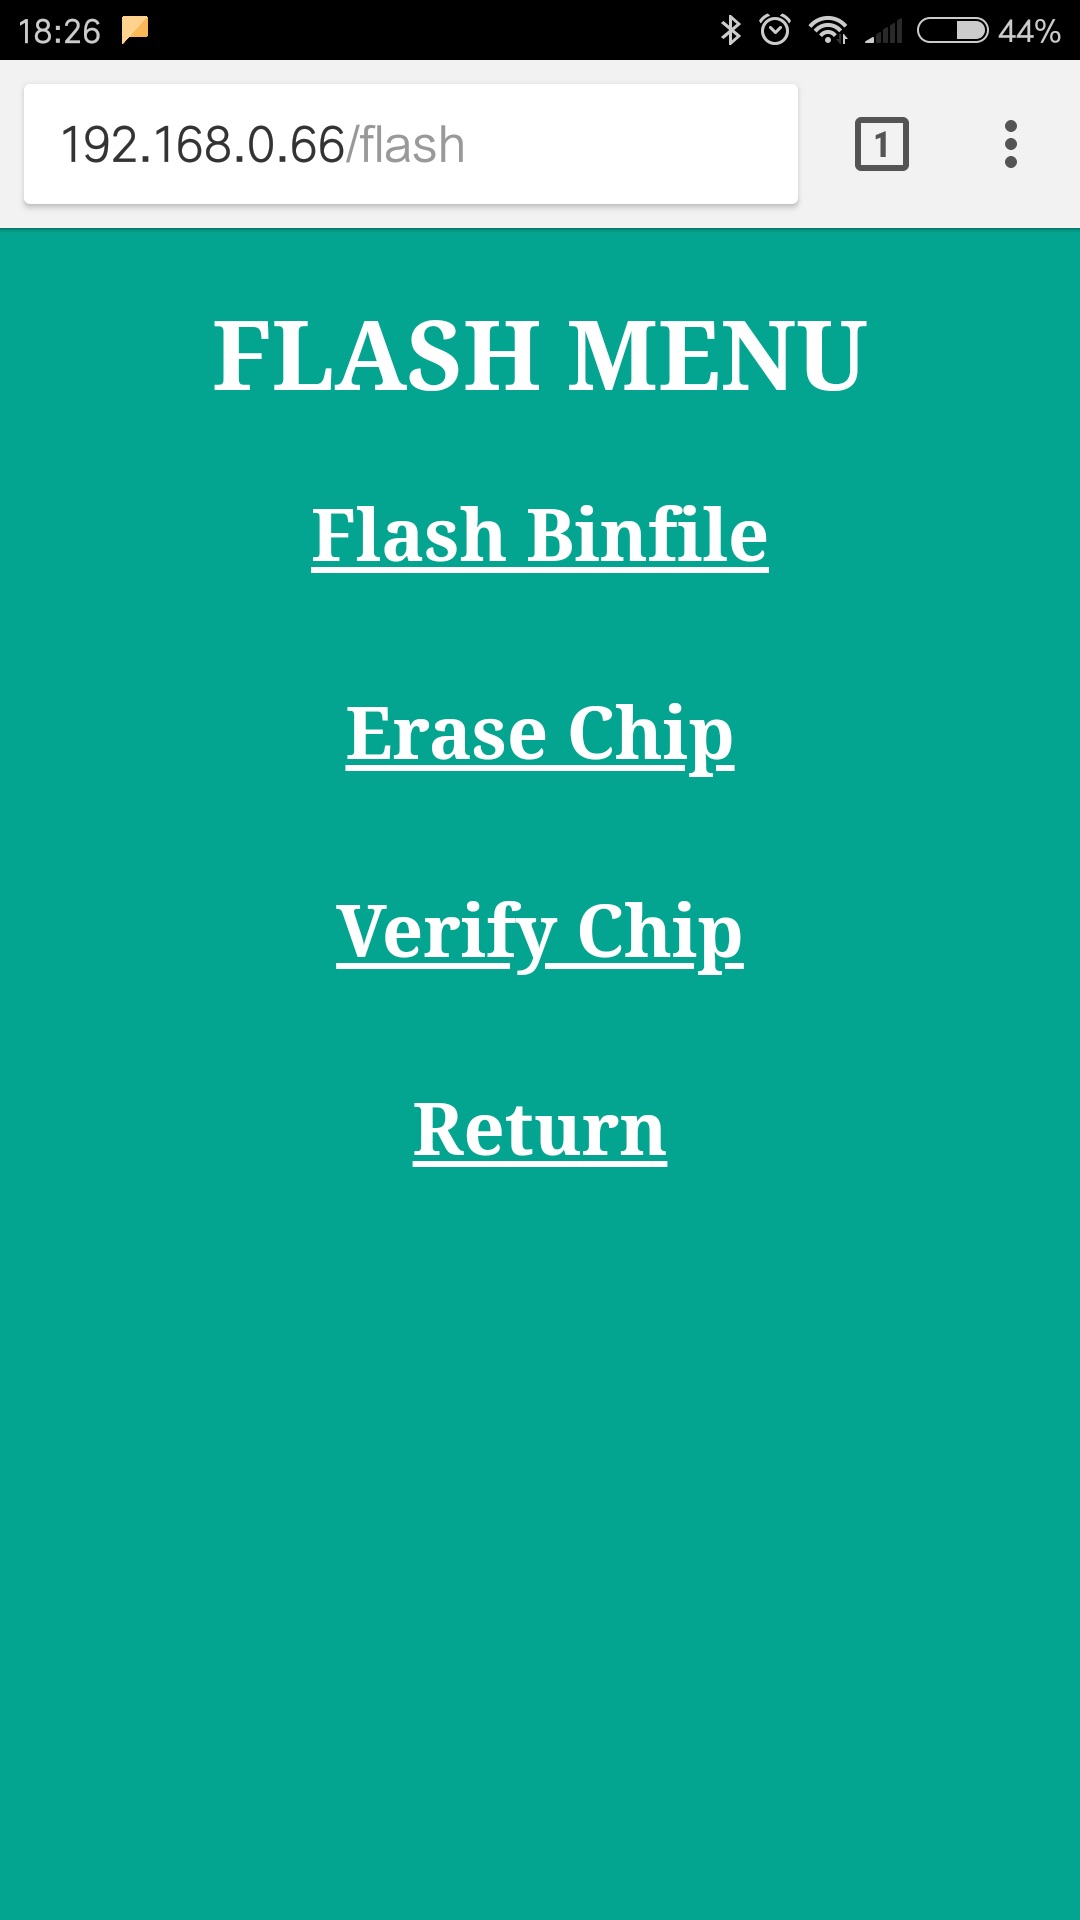 18:26 44%
192.168.0.66/flash 1
FLASH MENU
Flash Binfile
Erase Chip
Verify Chip
Return